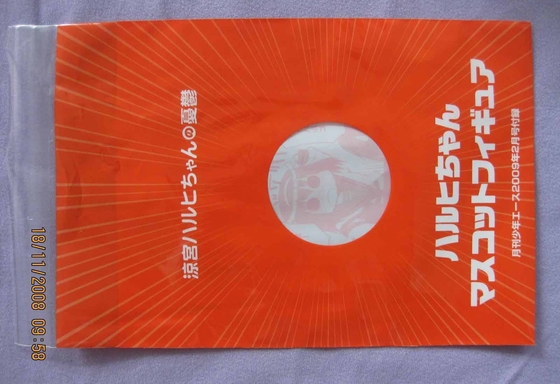 涼宮ハルヒちゃんの憂鬱
ハルヒちゃん
マスコットフィギュア
月刊少年エース2009年2月号付録
18/11/2008 09:58